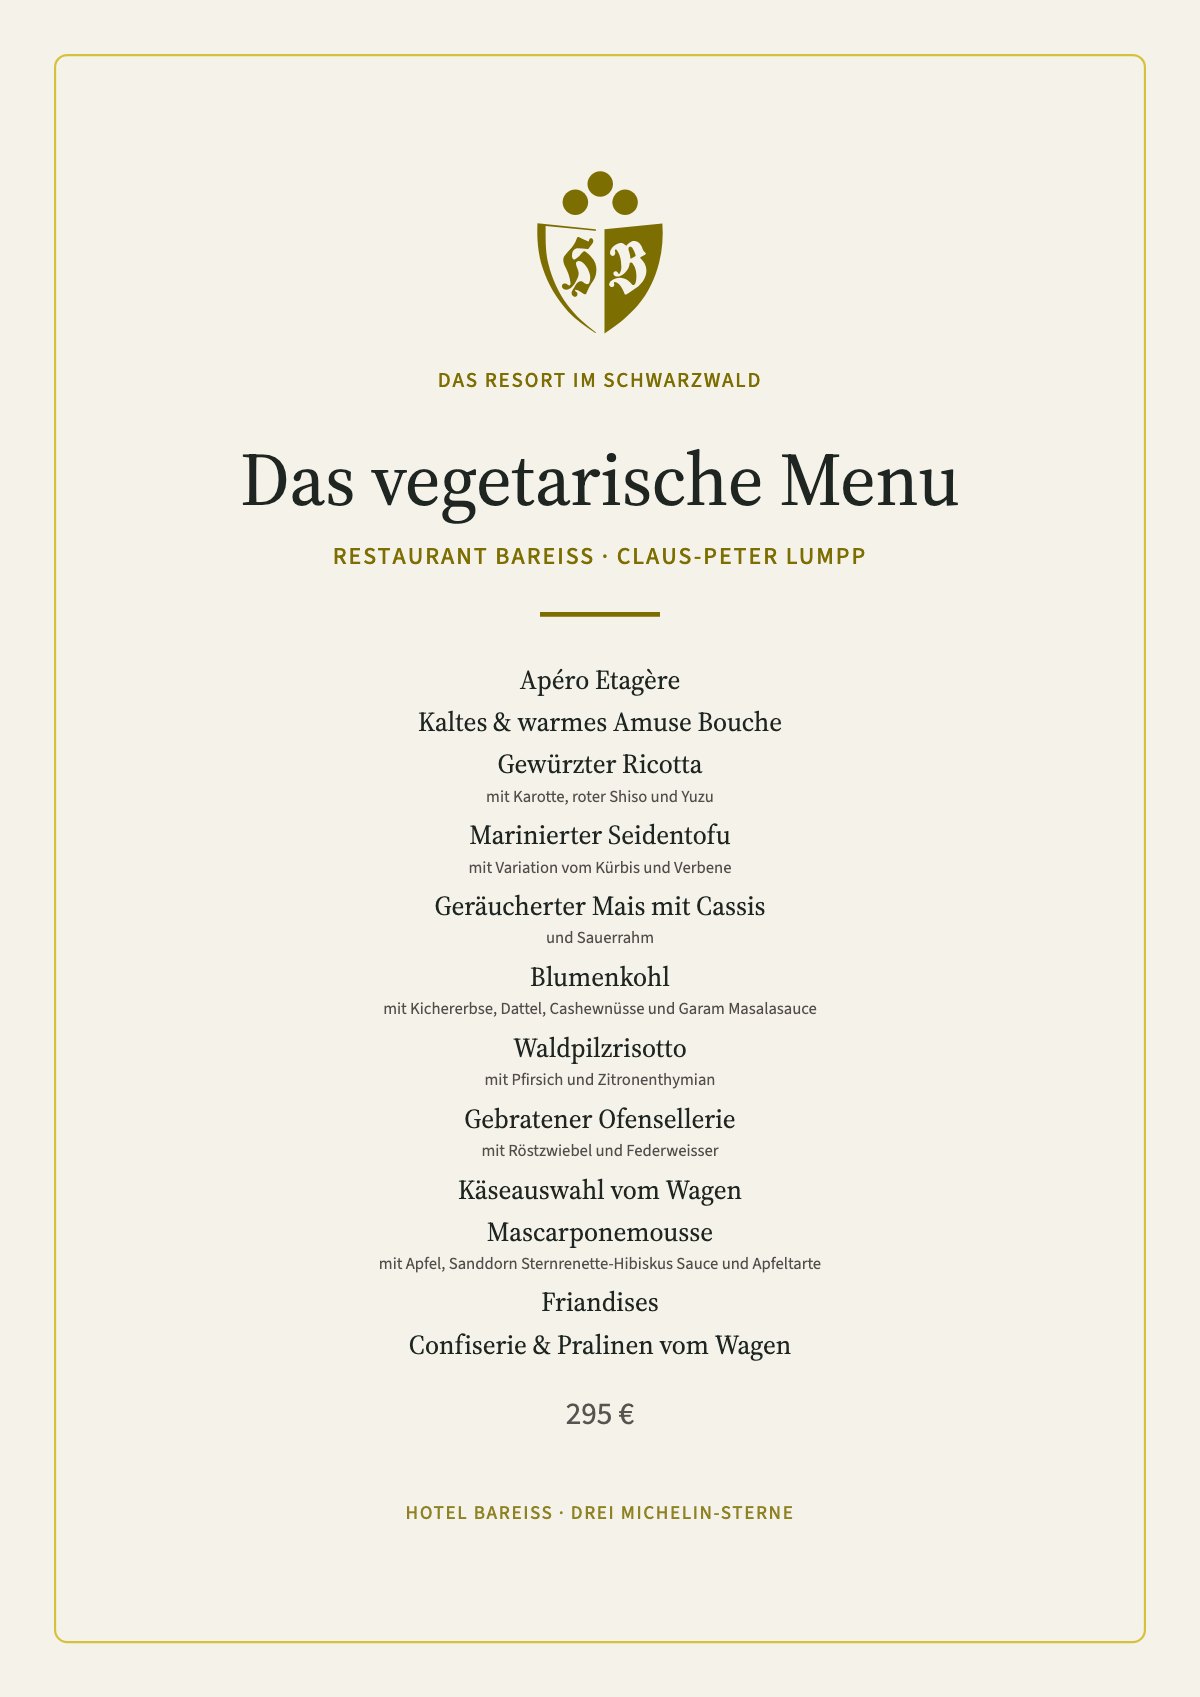 HB
DAS RESORT IM SCHWARZWALD
Das vegetarische Menu
RESTAURANT BAREISS · CLAUS-PETER LUMPP
Apéro Etagère
Kaltes & warmes Amuse Bouche
Gewürzter Ricotta
mit Karotte, roter Shiso und Yuzu
Marinierter Seidentofu
mit Variation vom Kürbis und Verbene
Geräucherter Mais mit Cassis
und Sauerrahm
Blumenkohl
mit Kichererbse, Dattel, Cashewnüsse und Garam Masalasauce
Waldpilzrisotto
mit Pfirsich und Zitronenthymian
Gebratener Ofensellerie
mit Röstzwiebel und Federweisser
Käseauswahl vom Wagen
Mascarponemousse
mit Apfel, Sanddorn Sternrenette-Hibiskus Sauce und Apfeltarte
Friandises
Confiserie & Pralinen vom Wagen
295 €
HOTEL BAREISS · DREI MICHELIN-STERNE